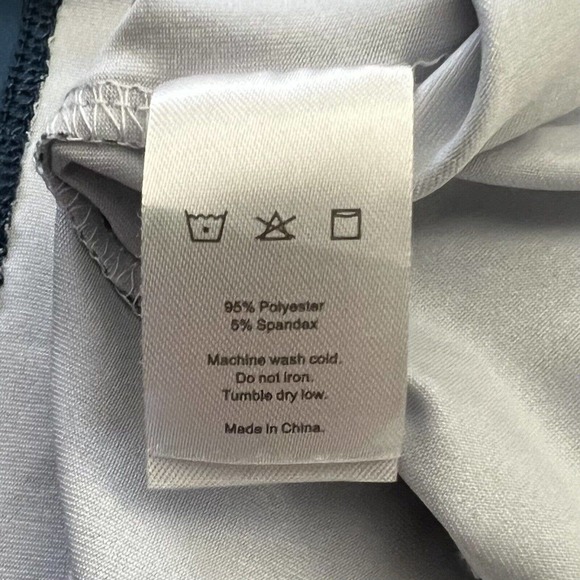 95% Polyester
5% Spandex
Machine wash cold.
Do not iron.
Tumble dry low.
Made in China.